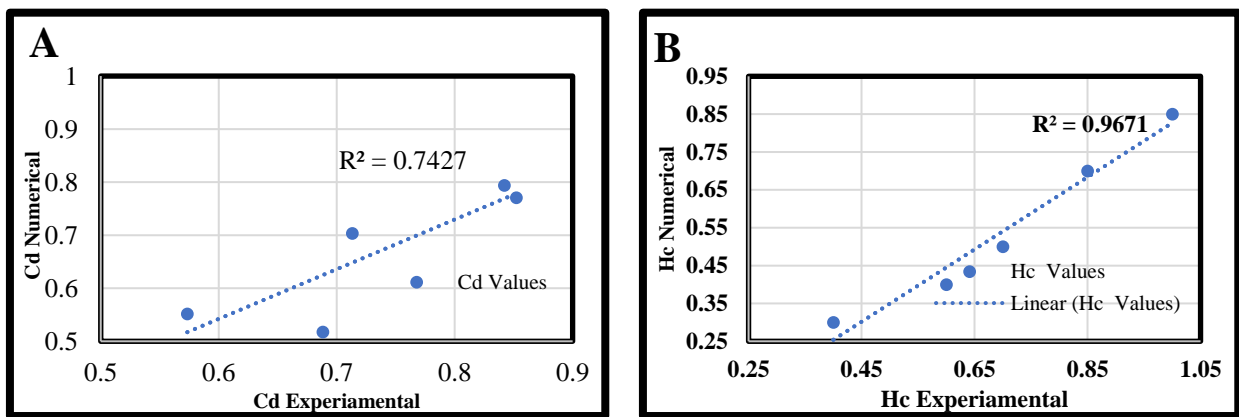 A
1
0.9
0.8
0.7
0.6
0.5
Cd Numerical
R² = 0.7427
Cd Values
0.5 0.6 0.7 0.8 0.9
Cd Experiamental
B
0.95
0.85
0.75
0.65
0.55
0.45
0.35
0.25
Hc Numerical
R² = 0.9671
Hc Values
Linear (Hc Values)
0.25 0.45 0.65 0.85 1.05
Hc Experiamental